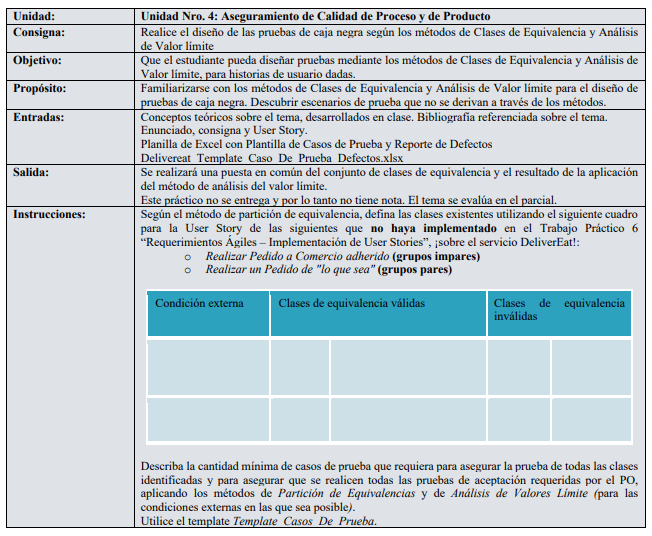 Unidad: Unidad Nro. 4: Aseguramiento de Calidad de Proceso y de Producto
Consigna: Realice el diseño de las pruebas de caja negra según los métodos de Clases de Equivalencia y Análisis
de Valor límite
Objetivo: Que el estudiante pueda diseñar pruebas mediante los métodos de Clases de Equivalencia y Análisis de
Valor límite, para historias de usuario dadas.
Propósito: Familiarizarse con los métodos de Clases de Equivalencia y Análisis de Valor límite para el diseño de
pruebas de caja negra. Descubrir escenarios de prueba que no se derivan a través de los métodos.
Entradas: Conceptos teóricos sobre el tema, desarrollados en clase. Bibliografía referenciada sobre el tema.
Enunciado, consigna y User Story.
Planilla de Excel con Plantilla de Casos de Prueba y Reporte de Defectos
Delivereat_Template_Caso_De_Prueba_Defectos.xlsx
Salida: Se realizará una puesta en común del conjunto de clases de equivalencia y el resultado de la aplicación
del método de análisis del valor límite.
Este práctico no se entrega y por lo tanto no tiene nota. El tema se evalúa en el parcial.
Instrucciones: Según el método de partición de equivalencia, defina las clases existentes utilizando el siguiente cuadro
para la User Story de las siguientes que no haya implementado en el Trabajo Práctico 6
“Requerimientos Ágiles – Implementación de User Stories”, ¡sobre el servicio DeliverEat!:
o Realizar Pedido a Comercio adherido (grupos impares)
o Realizar un Pedido de "lo que sea" (grupos pares)
Condición externa Clases de equivalencia válidas Clases de equivalencia
inválidas
Describa la cantidad mínima de casos de prueba que requiera para asegurar la prueba de todas las clases
identificadas y para asegurar que se realicen todas las pruebas de aceptación requeridas por el PO,
aplicando los métodos de Partición de Equivalencias y de Análisis de Valores Límite (para las
condiciones externas en las que sea posible).
Utilice el template Template_Casos_De_Prueba.